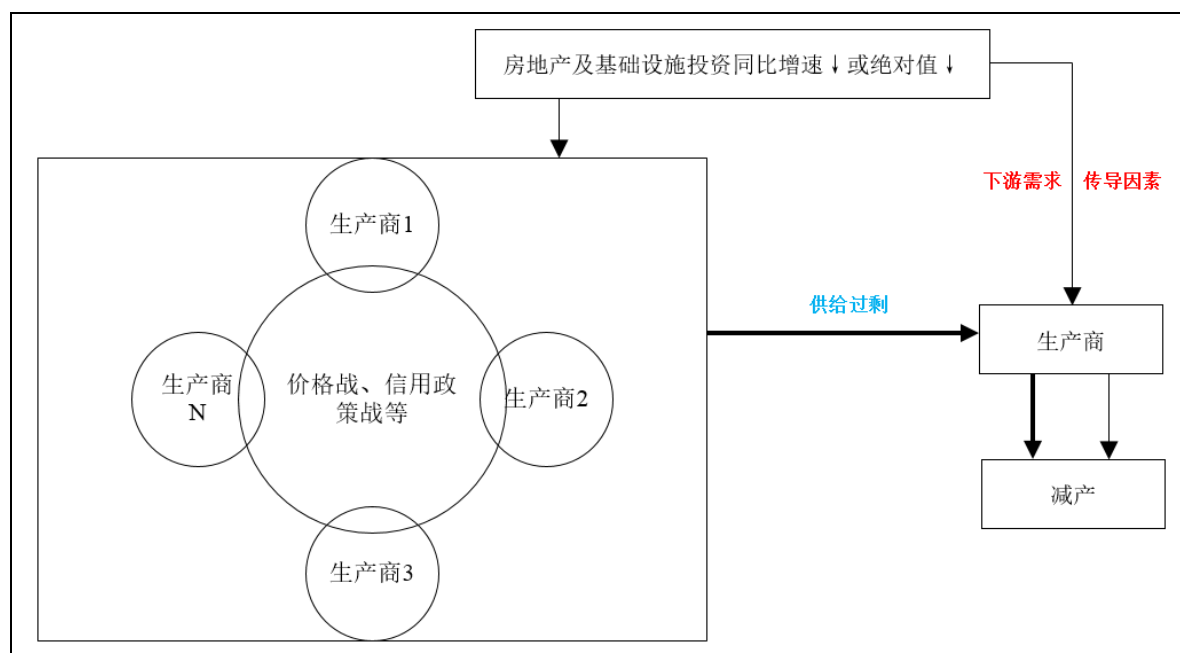 房地产及基础设施投资同比增速↓或绝对值↓
下游需求 传导因素
生产商1
供给过剩
生产商
生产商
N
价格战、信用政
策战等
生产商2
减产
生产商3